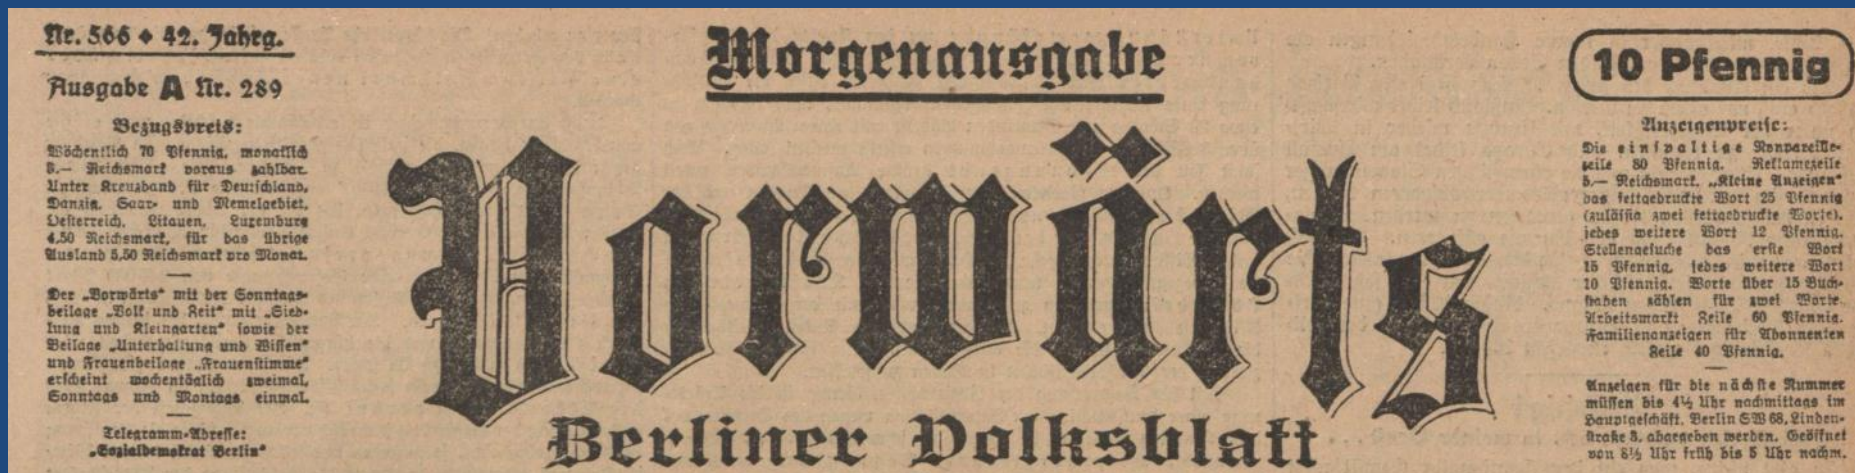 Nr. 566 ✦ 42. Jahrg.
Ausgabe A Nr. 289
Bezugspreis:
Wöchentlich 70 Pfennig, monatlich
3,— Reichsmark voraus zahlbar.
Unter Kreuzband für Deutschland,
Danzig, Saar- und Memelgebiet,
Oesterreich, Litauen, Luxemburg
4,50 Reichsmark, für das übrige
Ausland 5,50 Reichsmark pro Monat.
Der „Vorwärts“ mit der Sonntags-
beilage „Volk und Zeit“ mit „Sied-
lung und Kleingarten“ sowie der
Beilage „Unterhaltung und Wissen“
und Frauenbeilage „Frauenstimme“
erscheint wochentäglich zweimal,
Sonntags und Montags einmal.
Telegramm-Adresse:
„Sozialdemokrat Berlin“
Morgenausgabe
Vorwärts
Berliner Volksblatt
10 Pfennig
Anzeigenpreise:
Die einspaltige Nonpareille-
zeile 80 Pfennig. Reklamezeile
5,— Reichsmark. „Kleine Anzeigen“
das fettgedruckte Wort 25 Pfennig
(zulässig zwei fettgedruckte Worte),
jedes weitere Wort 12 Pfennig.
Stellengesuche das erste Wort
15 Pfennig, jedes weitere Wort
10 Pfennig. Worte über 15 Buch-
staben zählen für zwei Worte.
Arbeitsmarkt Zeile 60 Pfennig.
Familienanzeigen für Abonnenten
Zeile 40 Pfennig.
Anzeigen für die nächste Nummer
müssen bis 4½ Uhr nachmittags im
Hauptgeschäft, Berlin SW 68, Linden-
straße 3, abgegeben werden. Geöffnet
von 8½ Uhr früh bis 5 Uhr nachm.